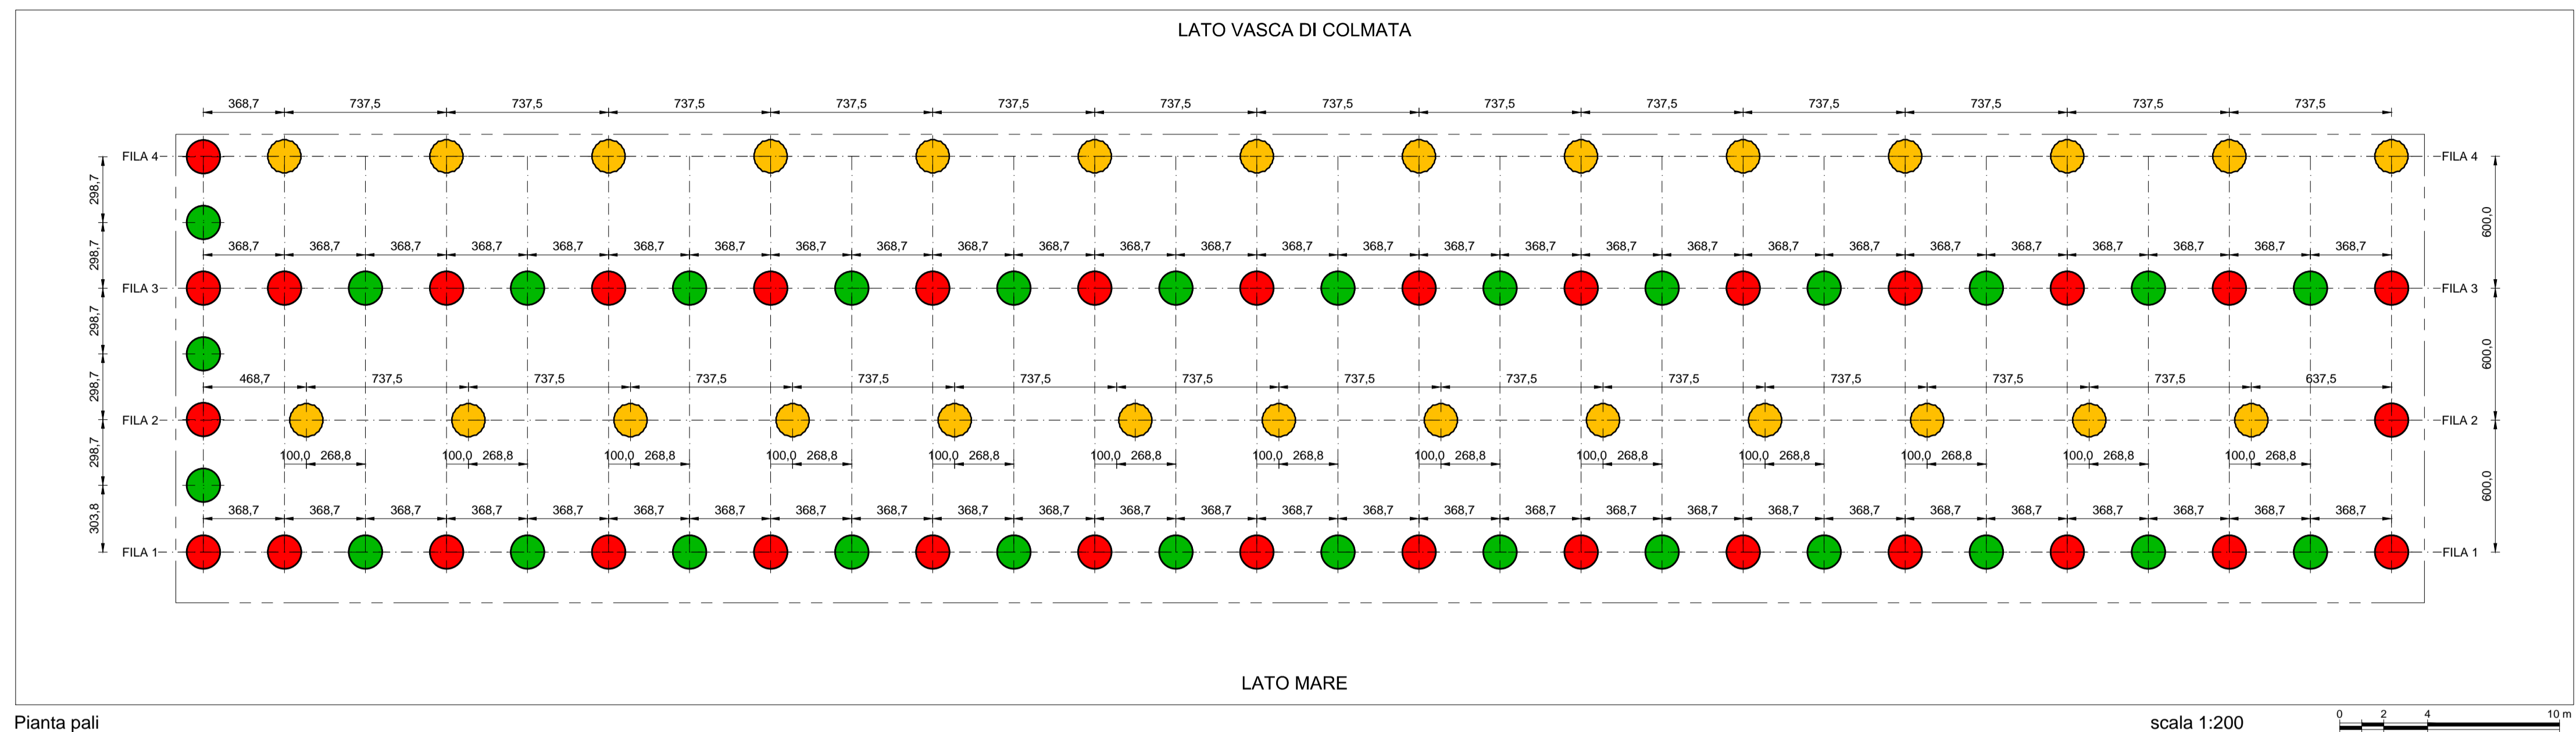 LATO VASCA DI COLMATA
368,7 737,5 737,5 737,5 737,5 737,5 737,5 737,5 737,5 737,5 737,5 737,5 737,5 737,5
FILA 4 FILA 4
298,7
600,0
298,7
368,7 368,7 368,7 368,7 368,7 368,7 368,7 368,7 368,7 368,7 368,7 368,7 368,7 368,7 368,7 368,7 368,7 368,7 368,7 368,7 368,7 368,7 368,7 368,7 368,7 368,7 368,7
FILA 3 FILA 3
298,7
600,0
298,7
468,7 737,5 737,5 737,5 737,5 737,5 737,5 737,5 737,5 737,5 737,5 737,5 737,5 637,5
FILA 2 FILA 2
298,7
100,0 268,8 100,0 268,8 100,0 268,8 100,0 268,8 100,0 268,8 100,0 268,8 100,0 268,8 100,0 268,8 100,0 268,8 100,0 268,8 100,0 268,8 100,0 268,8 100,0 268,8
600,0
303,8
368,7 368,7 368,7 368,7 368,7 368,7 368,7 368,7 368,7 368,7 368,7 368,7 368,7 368,7 368,7 368,7 368,7 368,7 368,7 368,7 368,7 368,7 368,7 368,7 368,7 368,7 368,7
FILA 1 FILA 1
LATO MARE
Pianta pali
scala 1:200
0 2 4 10 m